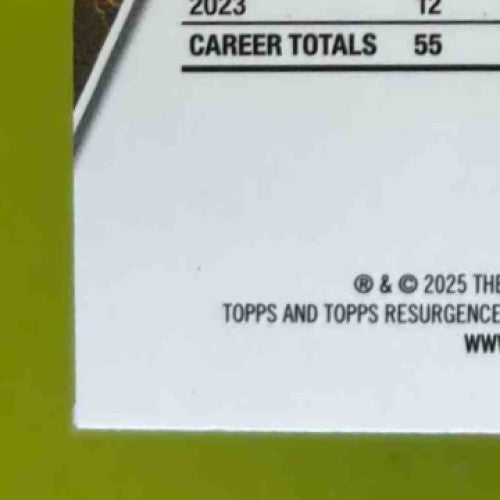 2023 12
CAREER TOTALS 55
® & © 2025 THE
TOPPS AND TOPPS RESURGENCE
WWW